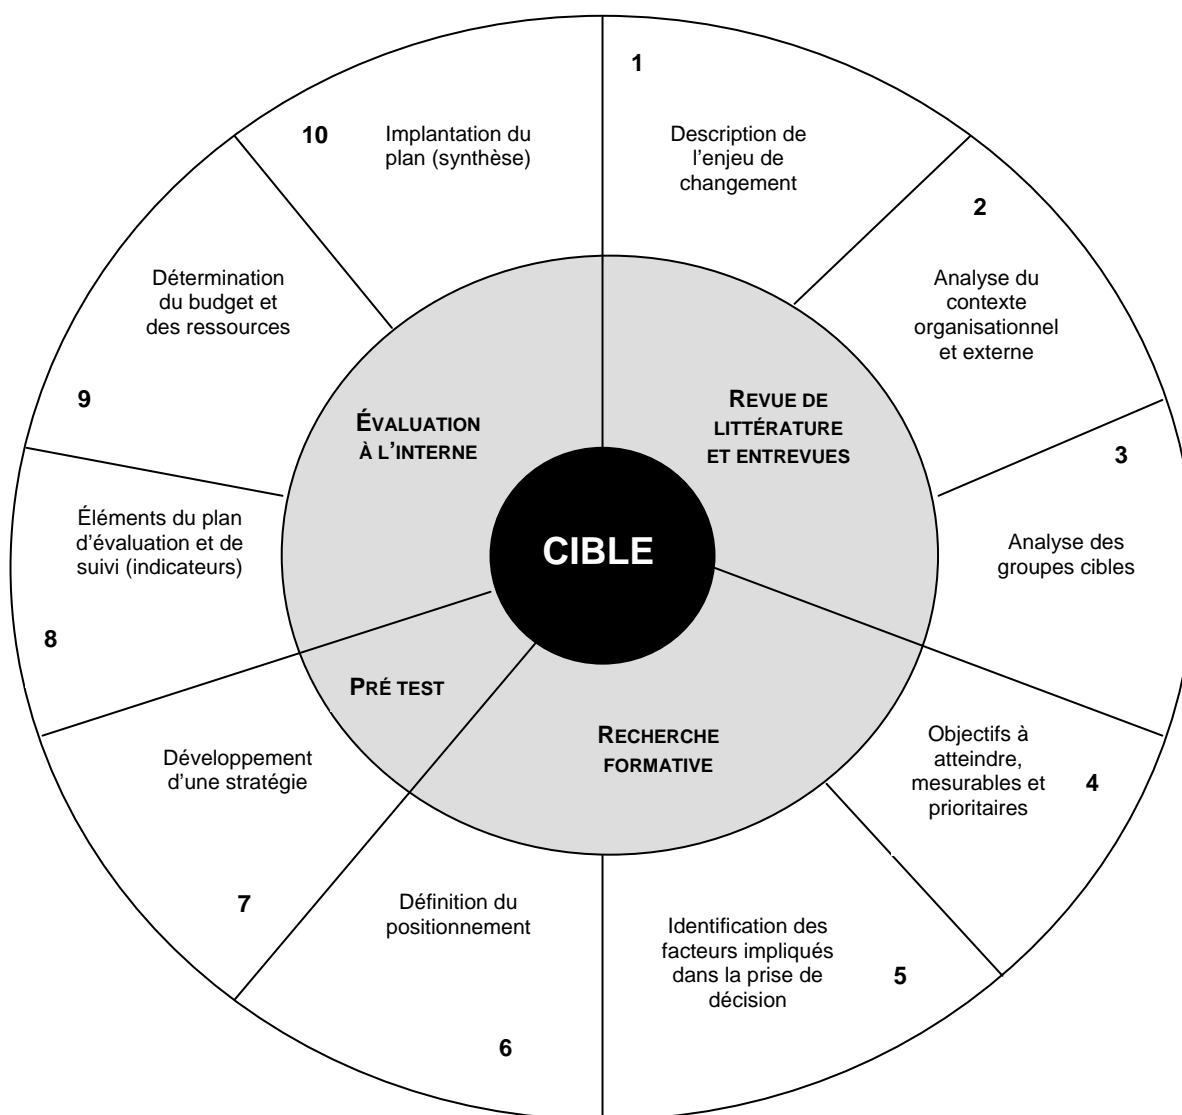 1
Description de
l’enjeu de
changement
2
Analyse du
contexte
organisationnel
et externe
3
Analyse des
groupes cibles
4
Objectifs à
atteindre,
mesurables et
prioritaires
5
Identification des
facteurs impliqués
dans la prise de
décision
6
Définition du
positionnement
7
Développement
d’une stratégie
8
Éléments du plan
d’évaluation et de
suivi (indicateurs)
9
Détermination
du budget et
des ressources
10
Implantation du
plan (synthèse)
REVUE DE
LITTÉRATURE
ET ENTREVUES
RECHERCHE
FORMATIVE
PRÉ TEST
ÉVALUATION
À L’INTERNE
CIBLE